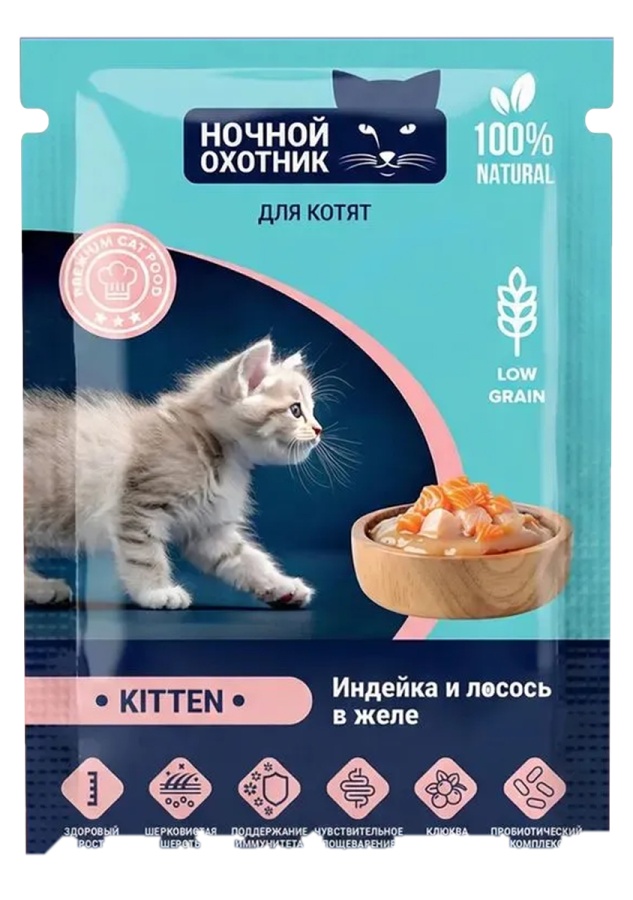 НОЧНОЙ
ОХОТНИК
ДЛЯ КОТЯТ
100%
NATURAL
PREMIUM CAT FOOD
LOW
GRAIN
• KITTEN •
Индейка и лосось
в желе
ЗДОРОВЫЙ
РОСТ
ШЕРКОВИСТАЯ
ШЕРСТЬ
ПОДДЕРЖАНИЕ
ИММУНИТЕТА
ЧУВСТВИТЕЛЬНОЕ
ПИЩЕВАРЕНИЕ
КЛЮКВА
ПРОБИОТИЧЕСКИЙ
КОМПЛЕКС